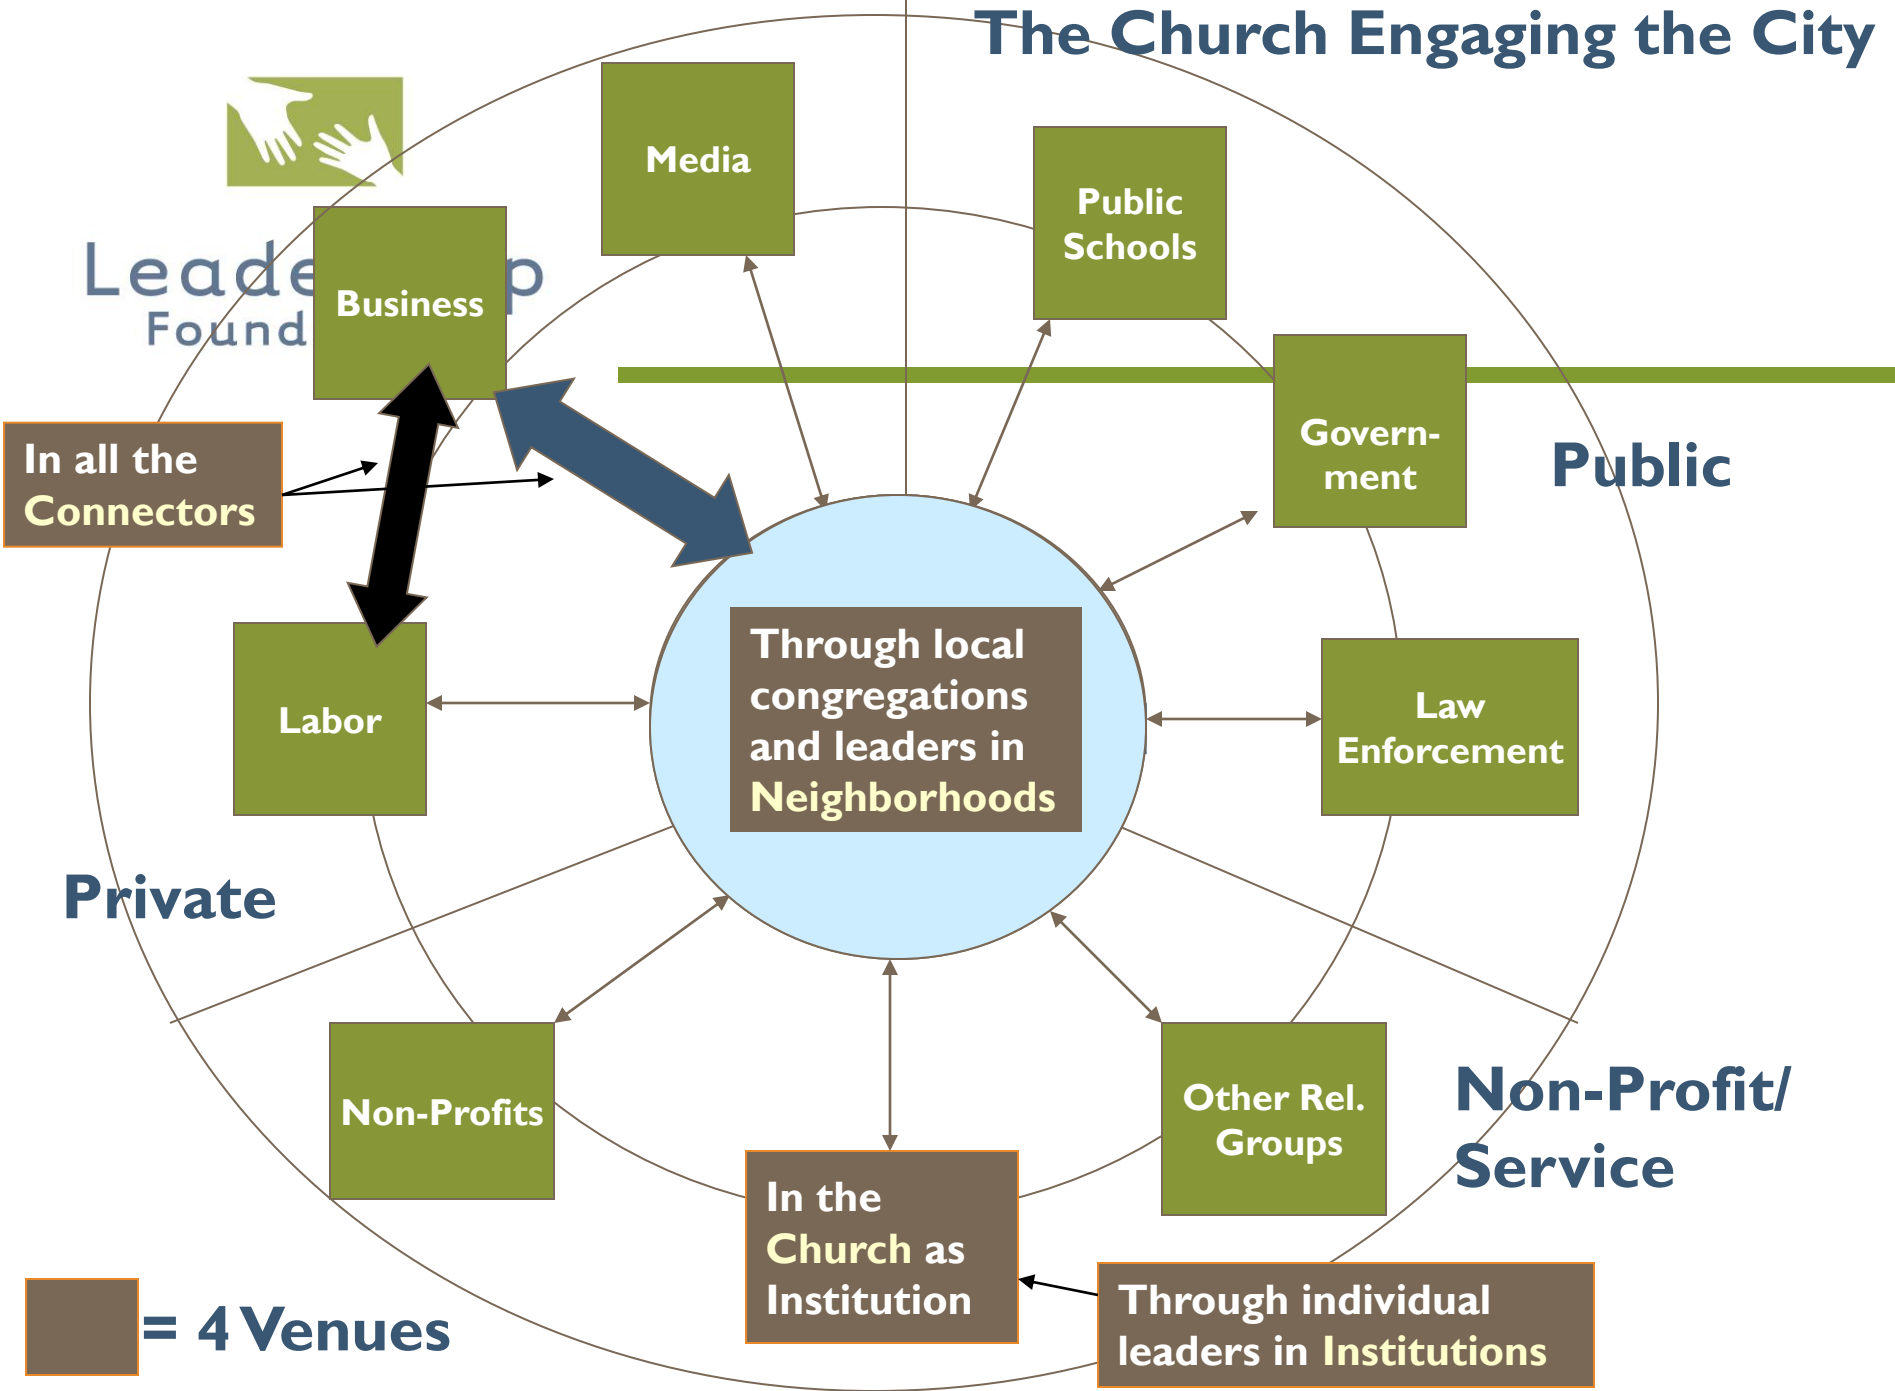 The Church Engaging the City
Media
Public
Schools
Leade
p
Found
Business
Govern-
ment
Public
In all the
Connectors
Through local
congregations
and leaders in
Neighborhoods
Labor
Law
Enforcement
Private
Non-Profits
Other Rel.
Groups
Non-Profit/
Service
In the
Church as
Institution
Through individual
leaders in Institutions
= 4 Venues